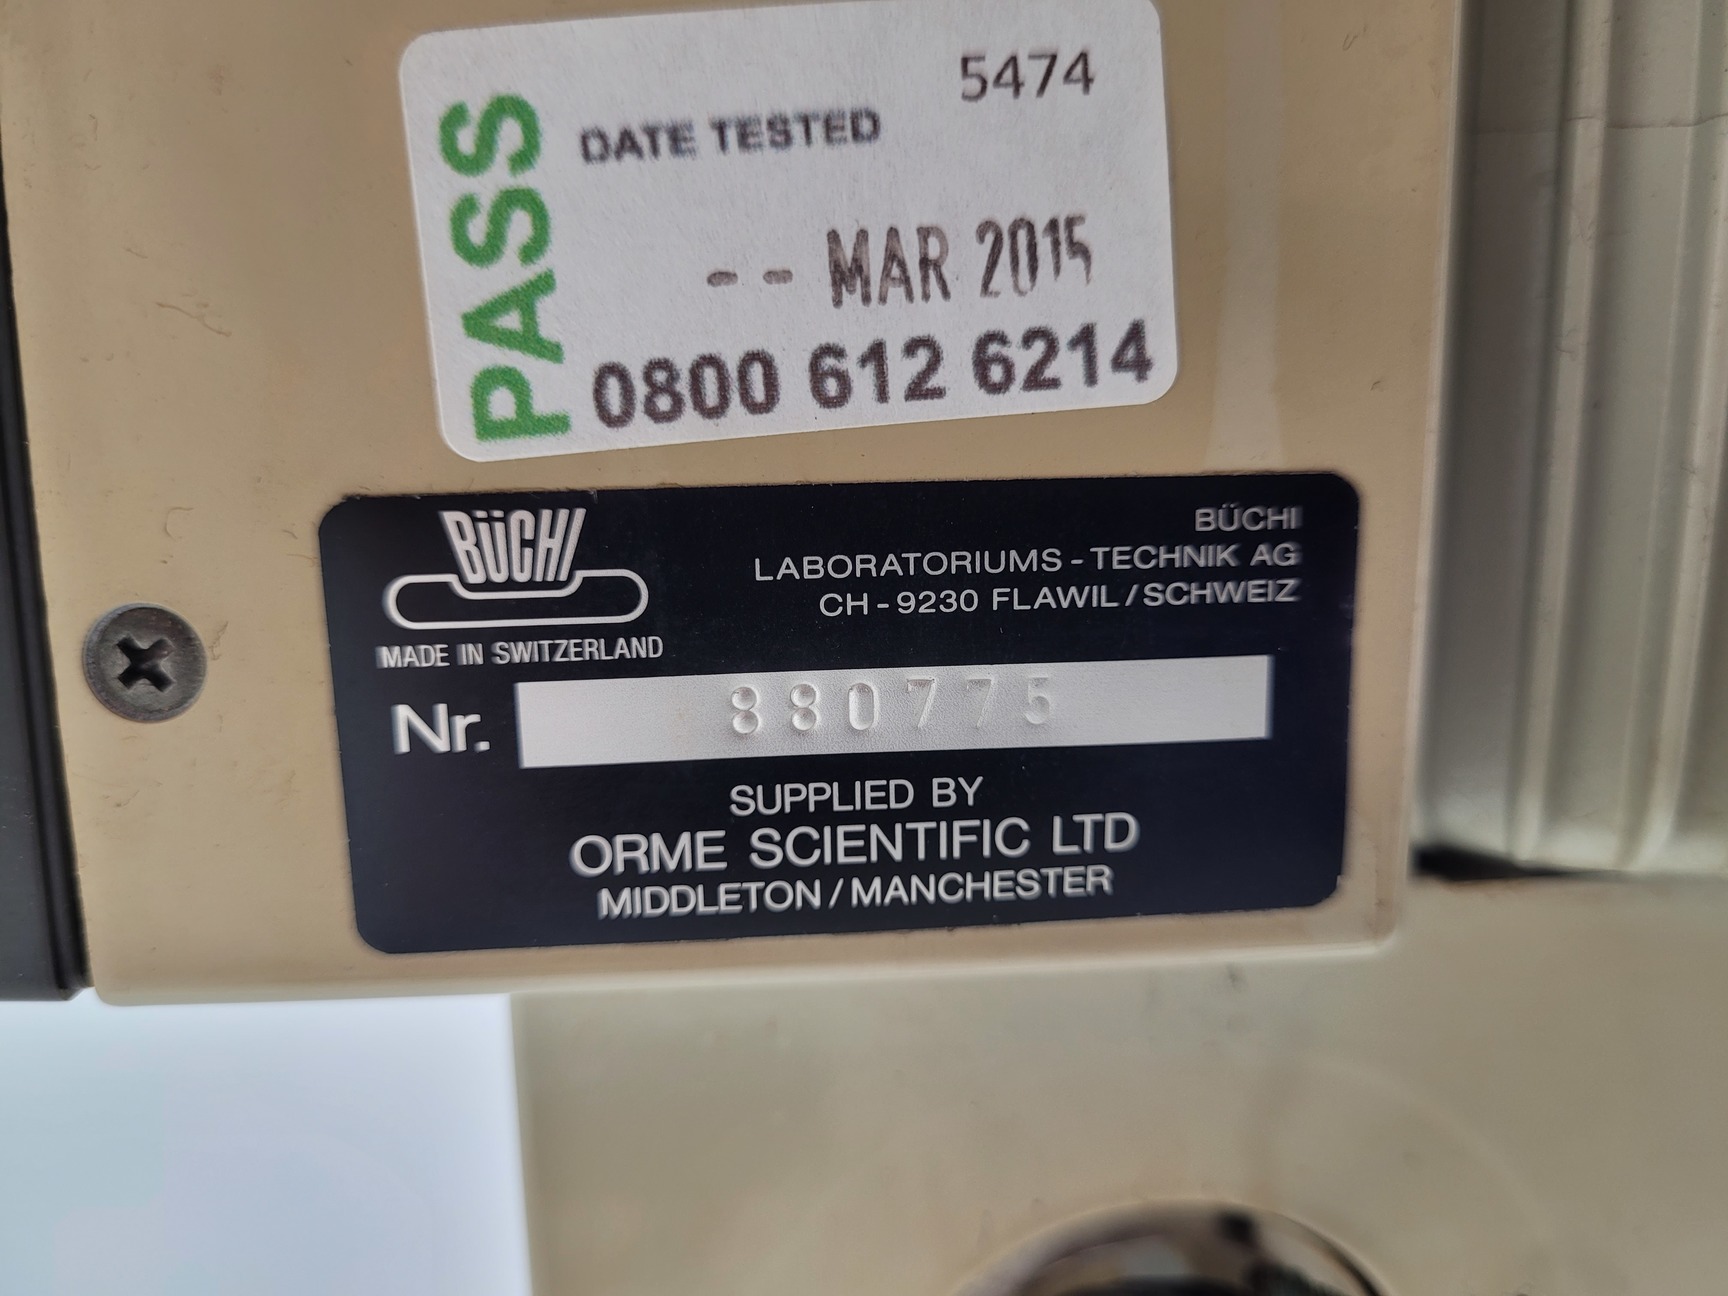 PASS
5474
DATE TESTED
-- MAR 2015
0800 612 6214
BÜCHI
MADE IN SWITZERLAND
BÜCHI
LABORATORIUMS - TECHNIK AG
CH - 9230 FLAWIL / SCHWEIZ
Nr. 880775
SUPPLIED BY
ORME SCIENTIFIC LTD
MIDDLETON / MANCHESTER